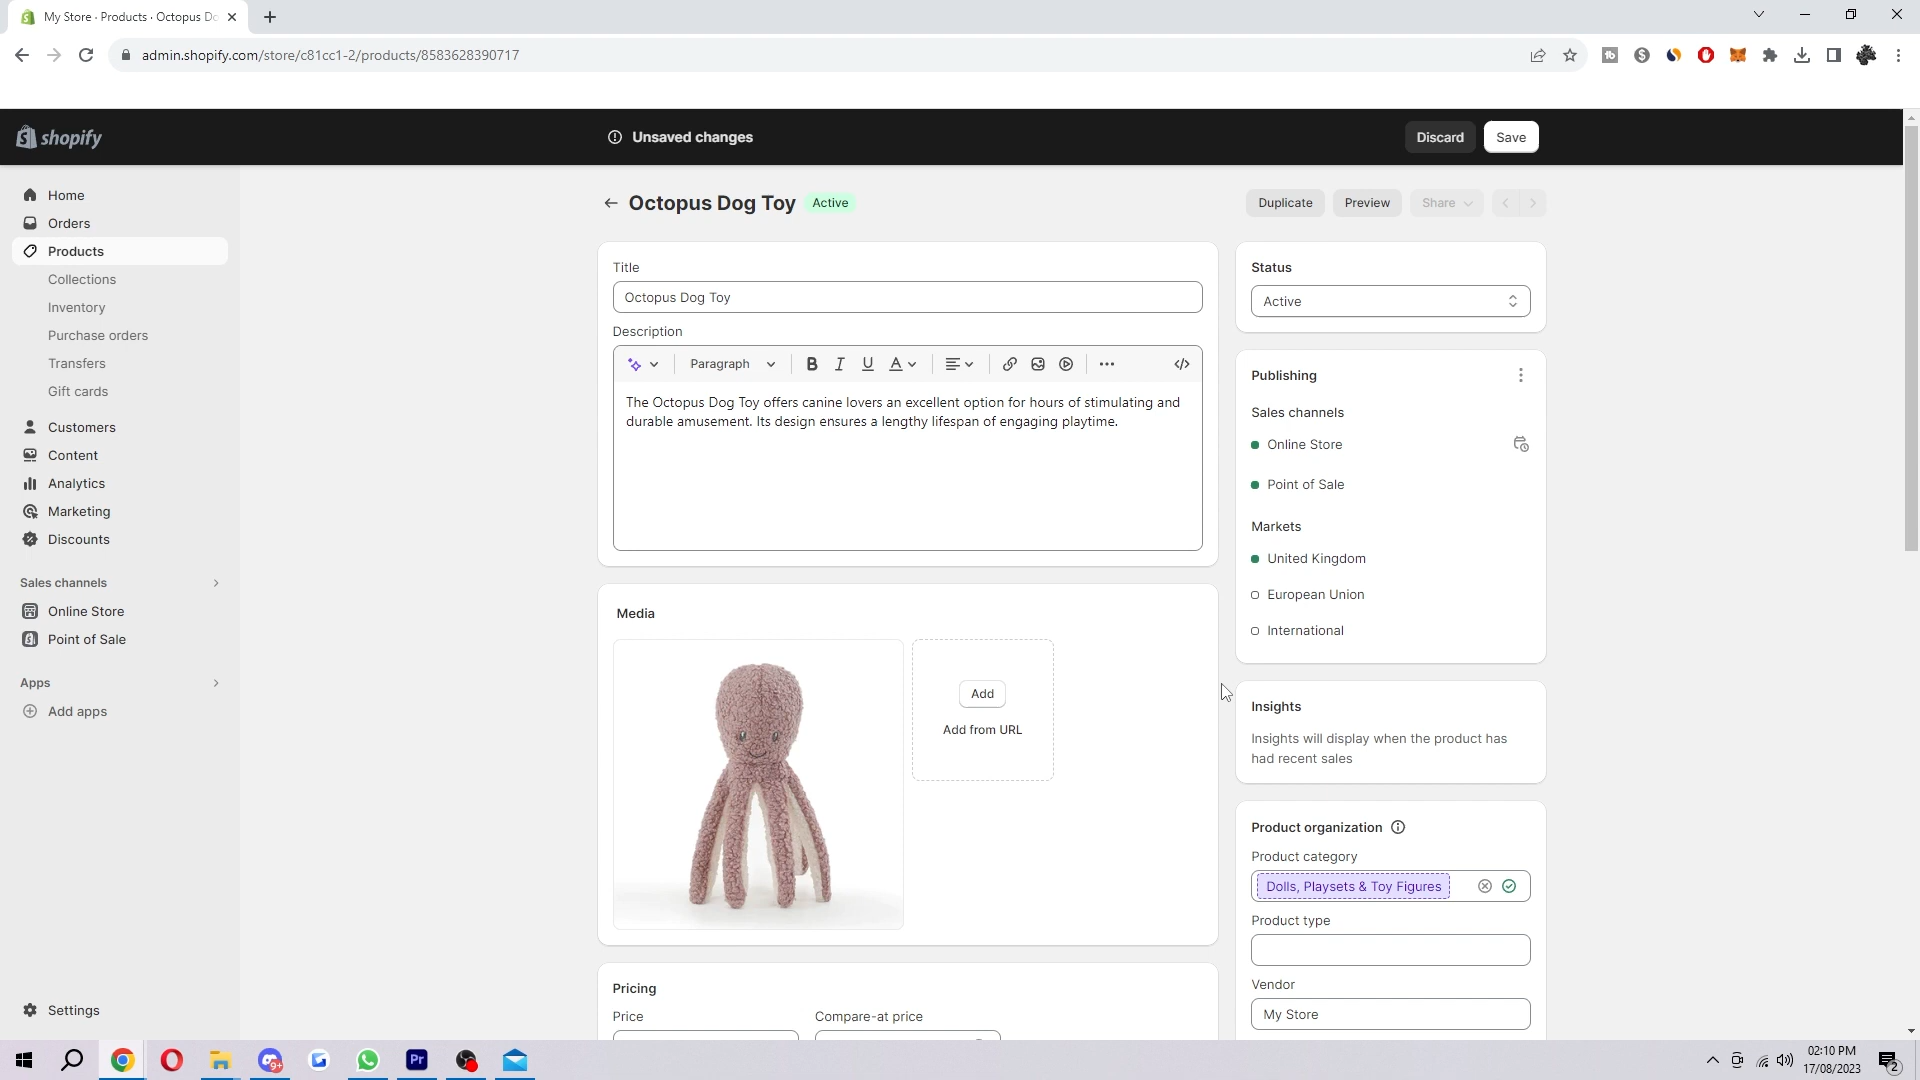 My Store · Products · Octopus Do
admin.shopify.com/store/c81cc1-2/products/8583628390717
shopify
Unsaved changes
Discard
Save
Home
Orders
Products
Collections
Inventory
Purchase orders
Transfers
Gift cards
Customers
Content
Analytics
Marketing
Discounts
Sales channels
Online Store
Point of Sale
Apps
Add apps
Settings
Octopus Dog Toy Active
Duplicate
Preview
Share
Title
Octopus Dog Toy
Description
Paragraph
B I U A
The Octopus Dog Toy offers canine lovers an excellent option for hours of stimulating and
durable amusement. Its design ensures a lengthy lifespan of engaging playtime.
Media
Add
Add from URL
Pricing
Price
Compare-at price
Status
Active
Publishing
Sales channels
Online Store
Point of Sale
Markets
United Kingdom
European Union
International
Insights
Insights will display when the product has
had recent sales
Product organization
Product category
Dolls, Playsets & Toy Figures
Product type
Vendor
My Store
9+
Pr
02:10 PM
17/08/2023
2